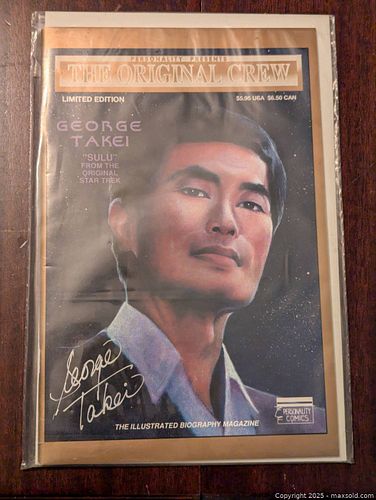 PERSONALITY PRESENTS
THE ORIGINAL CREW
LIMITED EDITION
$5.95 USA $6.50 CAN
GEORGE
TAKEI
"SULU"
FROM THE
ORIGINAL
STAR TREK
George
Takei
PERSONALITY
COMICS
THE ILLUSTRATED BIOGRAPHY MAGAZINE
Copyright 2025 - maxsold.com